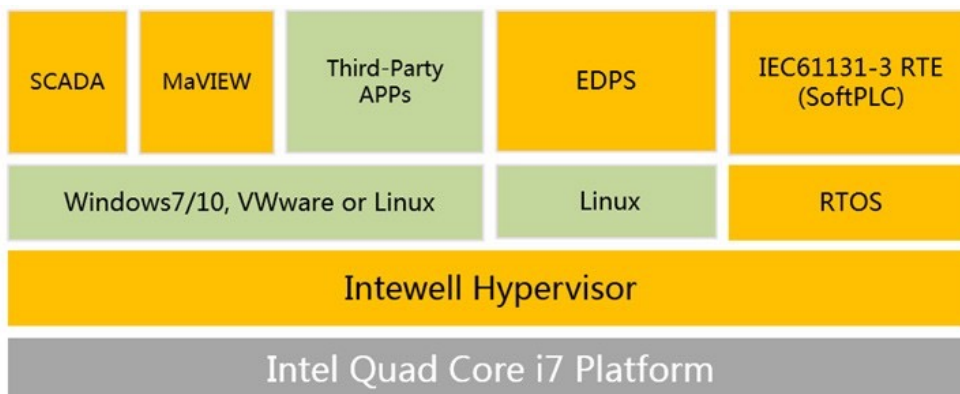 SCADA
MaVIEW
Third-Party
APPs
EDPS
IEC61131-3 RTE
(SoftPLC)
Windows7/10, VWware or Linux
Linux
RTOS
Intewell Hypervisor
Intel Quad Core i7 Platform